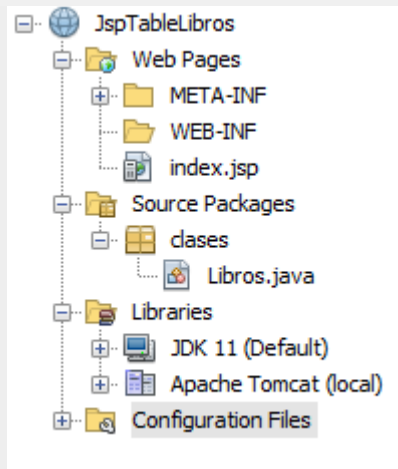 JspTableLibros
Web Pages
META-INF
WEB-INF
index.jsp
Source Packages
clases
Libros.java
Libraries
JDK 11 (Default)
Apache Tomcat (local)
Configuration Files